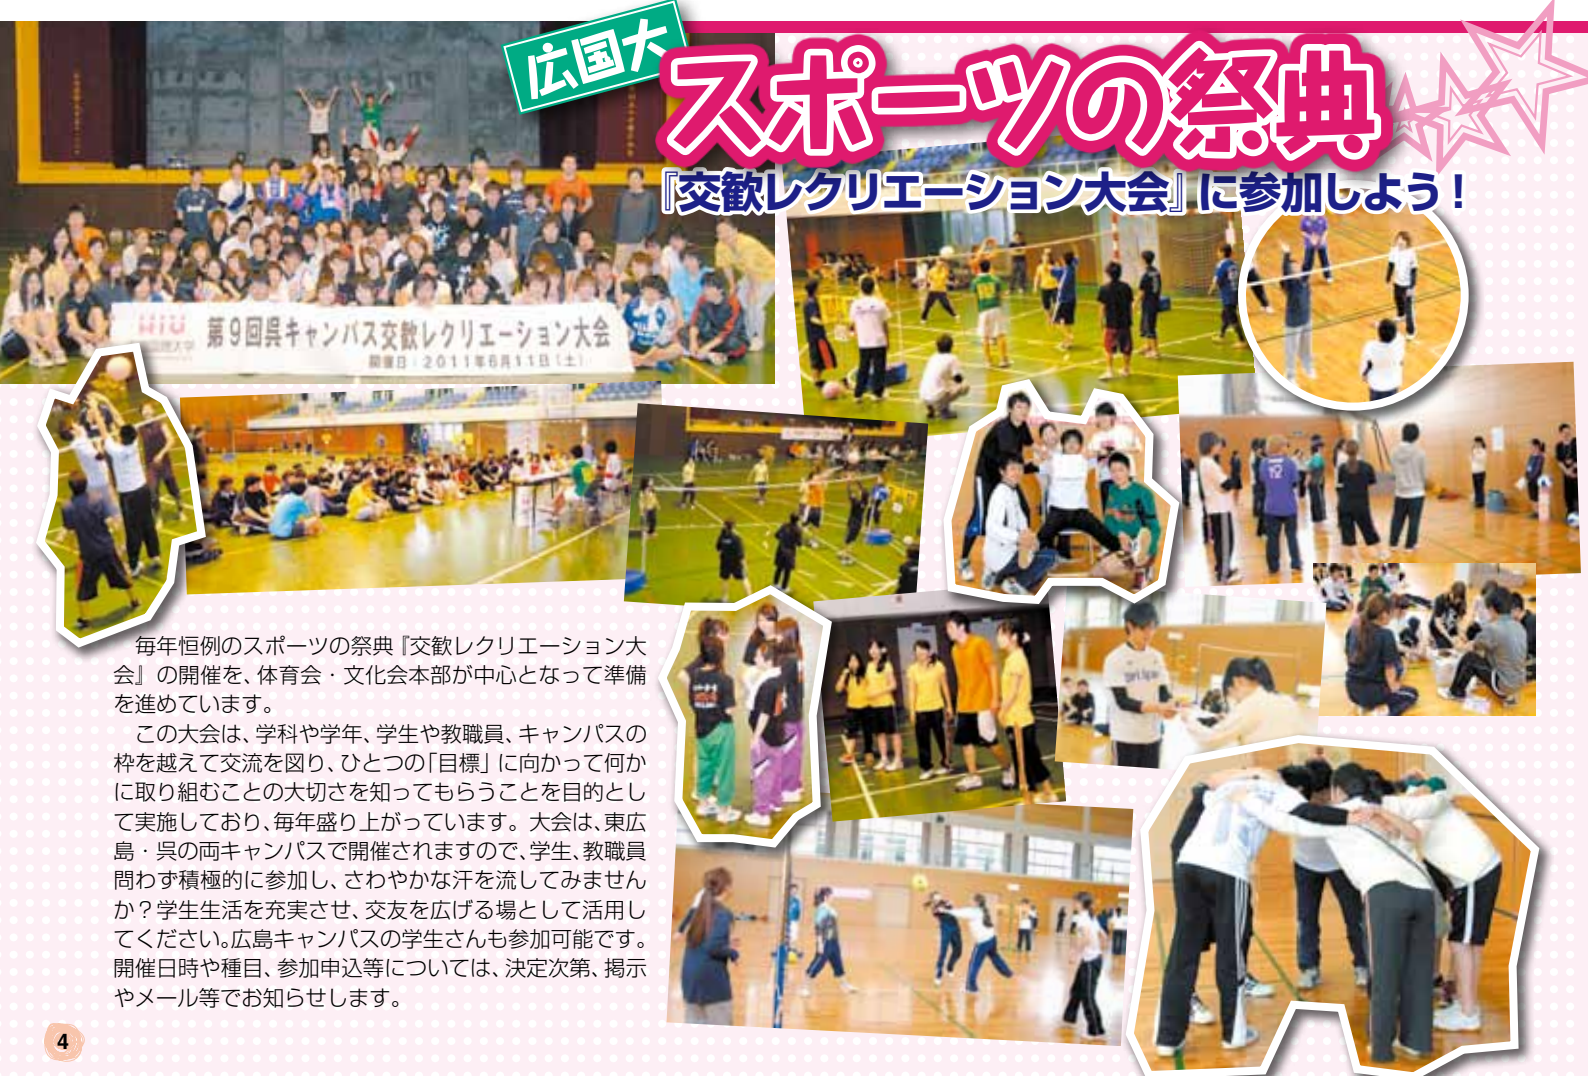 広国大
スポーツの祭典
『交歓レクリエーション大会』に参加しよう！
HIU
第9回呉キャンパス交歓レクリエーション大会
開催日：2011年6月11日（土）
毎年恒例のスポーツの祭典『交歓レクリエーション大
会』の開催を、体育会・文化会本部が中心となって準備
を進めています。
この大会は、学科や学年、学生や教職員、キャンパスの
枠を越えて交流を図り、ひとつの「目標」に向かって何か
に取り組むことの大切さを知ってもらうことを目的とし
て実施しており、毎年盛り上がっています。大会は、東広
島・呉の両キャンパスで開催されますので、学生、教職員
問わず積極的に参加し、さわやかな汗を流してみません
か？学生生活を充実させ、交友を広げる場として活用し
てください。広島キャンパスの学生さんも参加可能です。
開催日時や種目、参加申込等については、決定次第、掲示
やメール等でお知らせします。
12
4